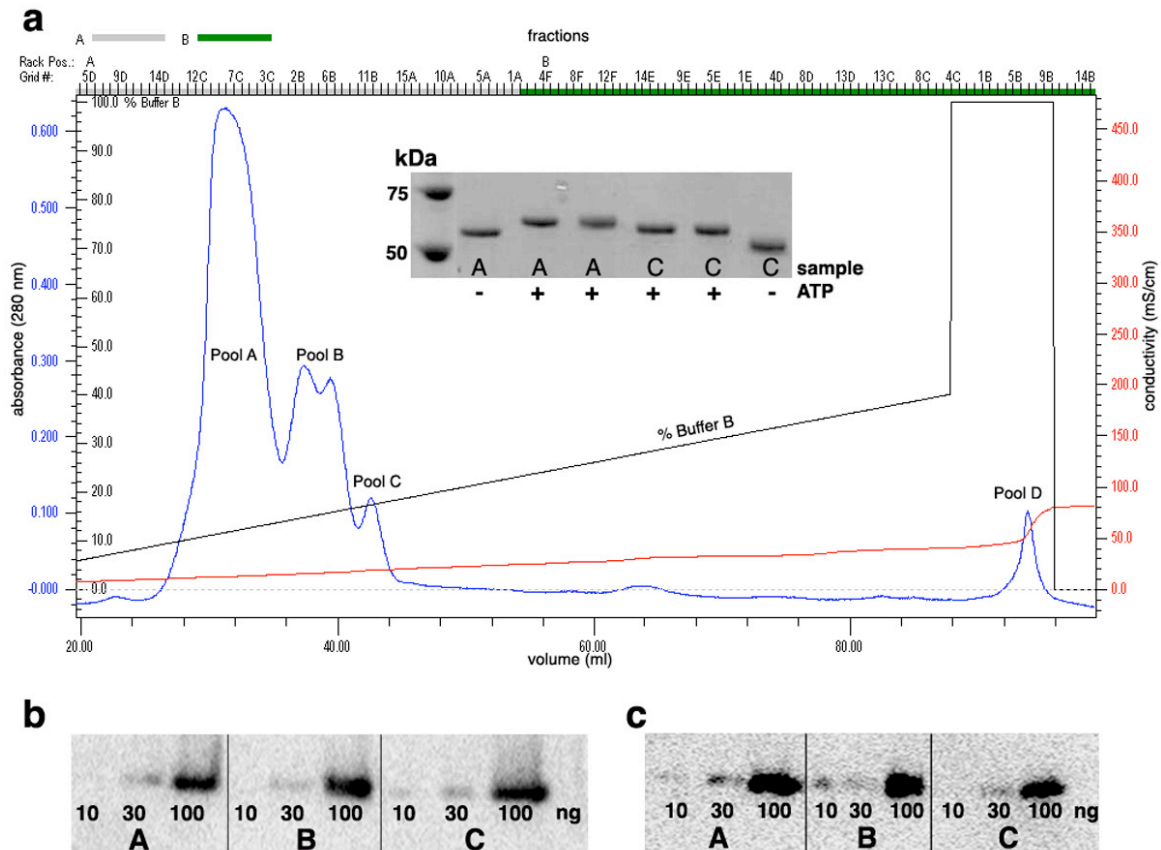 a
A B fractions
Rack Pos.: A B
Grid #: 5D 9D 14D 12C 7C 3C 2B 6B 11B 15A 10A 5A 1A 4F 8F 12F 14E 9E 5E 1E 4D 8D 13D 13C 8C 4C 1B 5B 9B 14B
100.0 % Buffer B
0.600 450.0
90.0
400.0
80.0
0.500 350.0
70.0
300.0
60.0
0.400
250.0
50.0
0.300 200.0
40.0
30.0 150.0
0.200
20.0 100.0
0.100
10.0 50.0
-0.000 0.0 0.0
absorbance (280 nm)
conductivity (mS/cm)
kDa
75
50
A A A C C C sample
- + + + + - ATP
Pool A Pool B
% Buffer B
Pool C
Pool D
20.00 40.00 60.00 80.00
volume (ml)
b
10 30 100 10 30 100 10 30 100 ng
A B C
c
10 30 100 10 30 100 10 30 100 ng
A B C